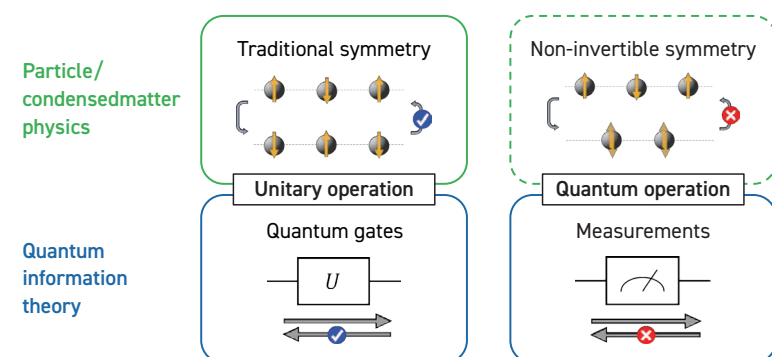 Particle/
condensedmatter
physics
Traditional symmetry
Non-invertible symmetry
Unitary operation
Quantum operation
Quantum
information
theory
Quantum gates
U
Measurements